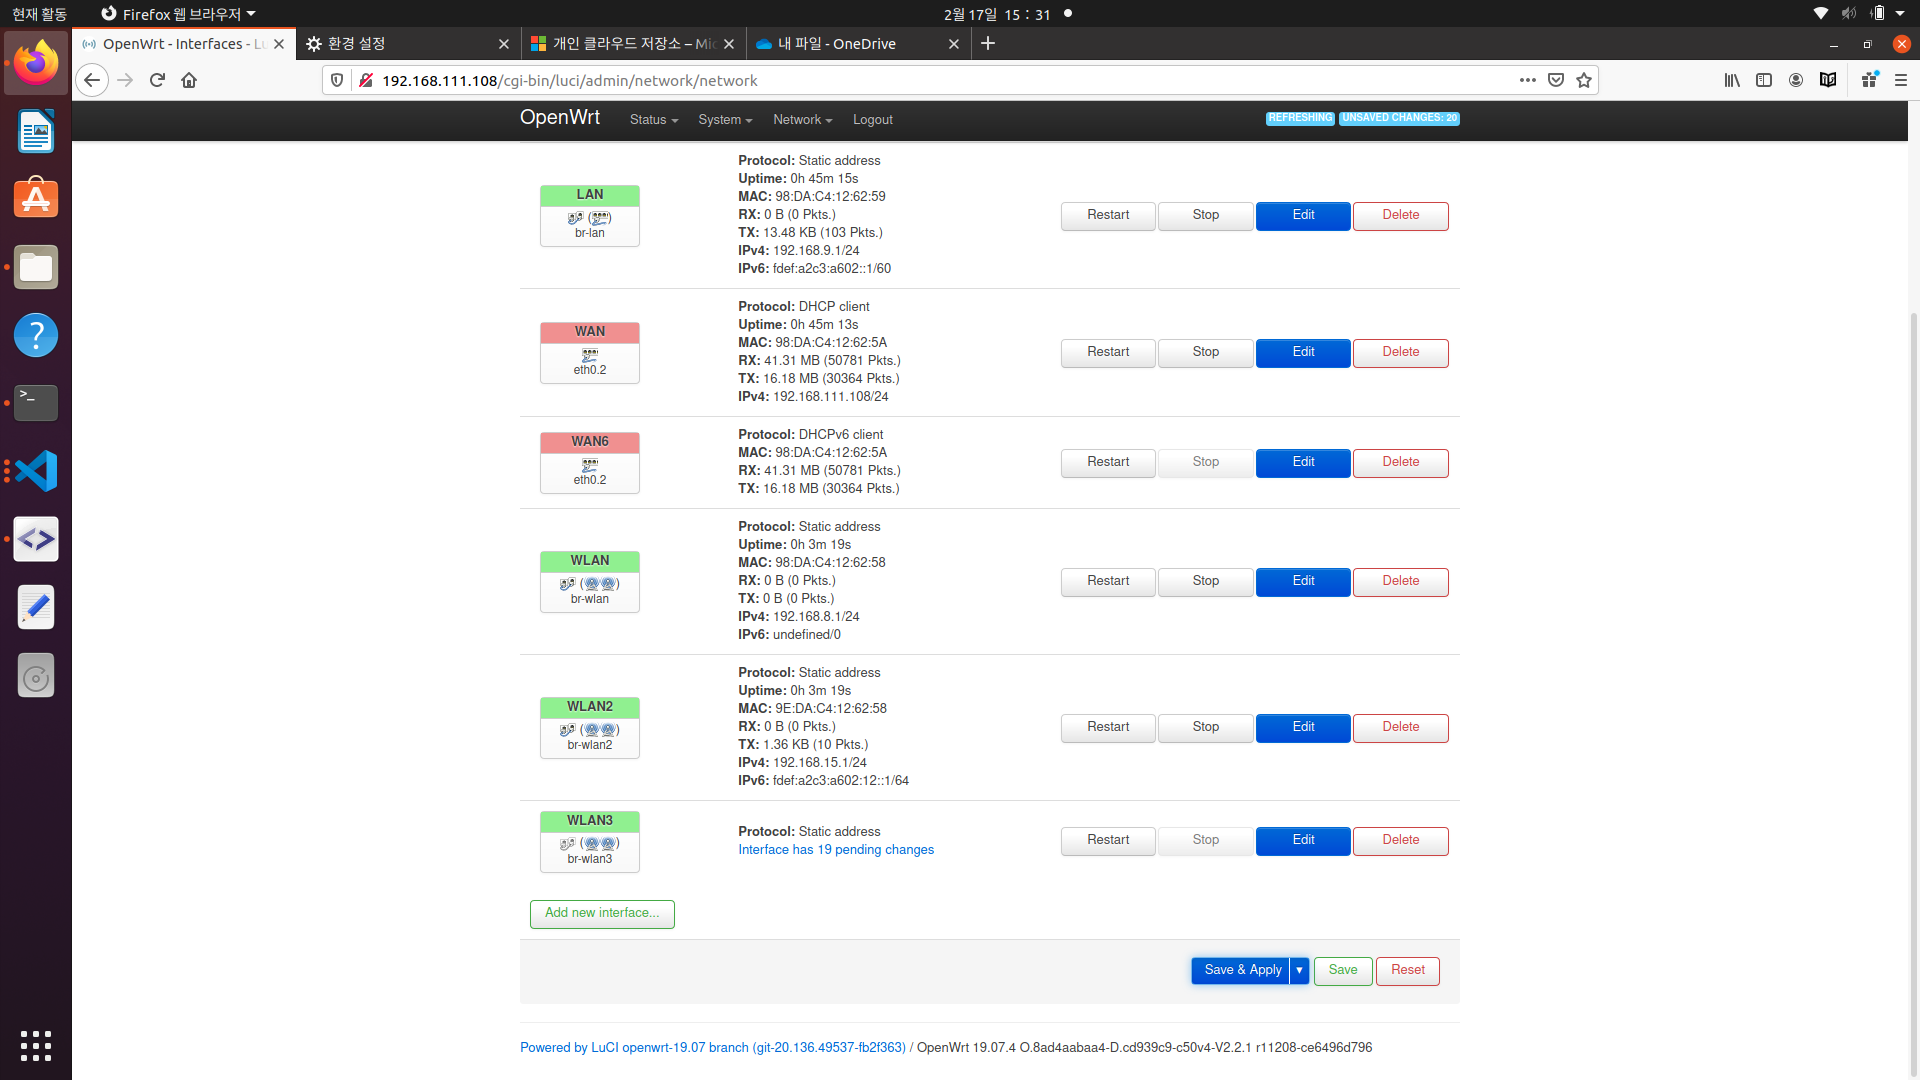 현재 활동
Firefox 웹 브라우저
2월 17일 15 : 31
OpenWrt - Interfaces - Lu
환경 설정
개인 클라우드 저장소 – Mic
내 파일 - OneDrive
192.168.111.108/cgi-bin/luci/admin/network/network
OpenWrt
Status
System
Network
Logout
REFRESHING
UNSAVED CHANGES: 20
LAN
br-lan
Protocol: Static address
Uptime: 0h 45m 15s
MAC: 98:DA:C4:12:62:59
RX: 0 B (0 Pkts.)
TX: 13.48 KB (103 Pkts.)
IPv4: 192.168.9.1/24
IPv6: fdef:a2c3:a602::1/60
Restart Stop Edit Delete
WAN
eth0.2
Protocol: DHCP client
Uptime: 0h 45m 13s
MAC: 98:DA:C4:12:62:5A
RX: 41.31 MB (50781 Pkts.)
TX: 16.18 MB (30364 Pkts.)
IPv4: 192.168.111.108/24
Restart Stop Edit Delete
WAN6
eth0.2
Protocol: DHCPv6 client
MAC: 98:DA:C4:12:62:5A
RX: 41.31 MB (50781 Pkts.)
TX: 16.18 MB (30364 Pkts.)
Restart Stop Edit Delete
WLAN
br-wlan
Protocol: Static address
Uptime: 0h 3m 19s
MAC: 98:DA:C4:12:62:58
RX: 0 B (0 Pkts.)
TX: 0 B (0 Pkts.)
IPv4: 192.168.8.1/24
IPv6: undefined/0
Restart Stop Edit Delete
WLAN2
br-wlan2
Protocol: Static address
Uptime: 0h 3m 19s
MAC: 9E:DA:C4:12:62:58
RX: 0 B (0 Pkts.)
TX: 1.36 KB (10 Pkts.)
IPv4: 192.168.15.1/24
IPv6: fdef:a2c3:a602:12::1/64
Restart Stop Edit Delete
WLAN3
br-wlan3
Protocol: Static address
Interface has 19 pending changes
Restart Stop Edit Delete
Add new interface...
Save & Apply
Save
Reset
Powered by LuCI openwrt-19.07 branch (git-20.136.49537-fb2f363) / OpenWrt 19.07.4 O.8ad4aabaa4-D.cd939c9-c50v4-V2.2.1 r11208-ce6496d796